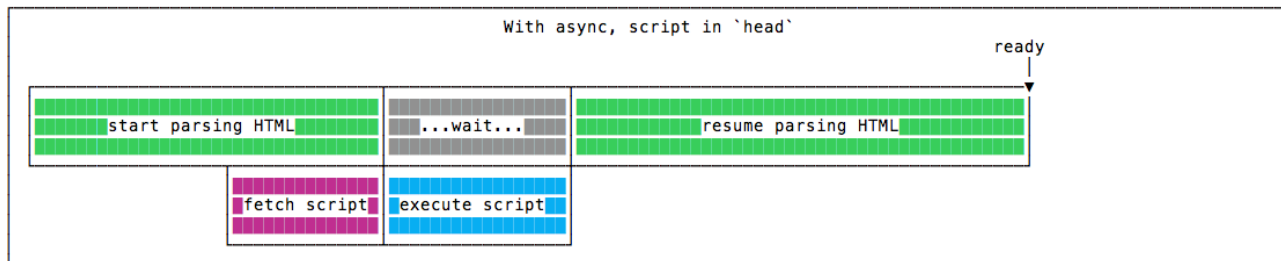 With async, script in `head`
ready
start parsing HTML ...wait... resume parsing HTML
fetch script execute script